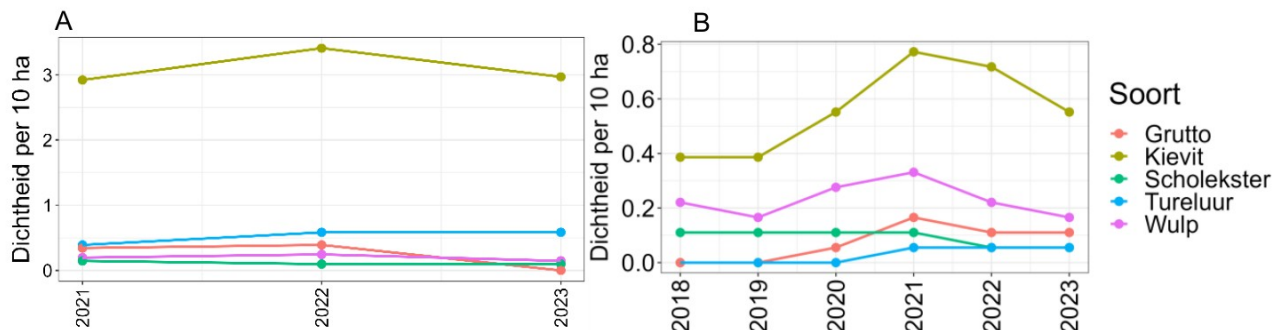 A
Dichtheid per 10 ha
3
2
1
0
2021
2022
2023
B
Dichtheid per 10 ha
0.8
0.6
0.4
0.2
0.0
2018
2019
2020
2021
2022
2023
Soort
Grutto
Kievit
Scholekster
Tureluur
Wulp